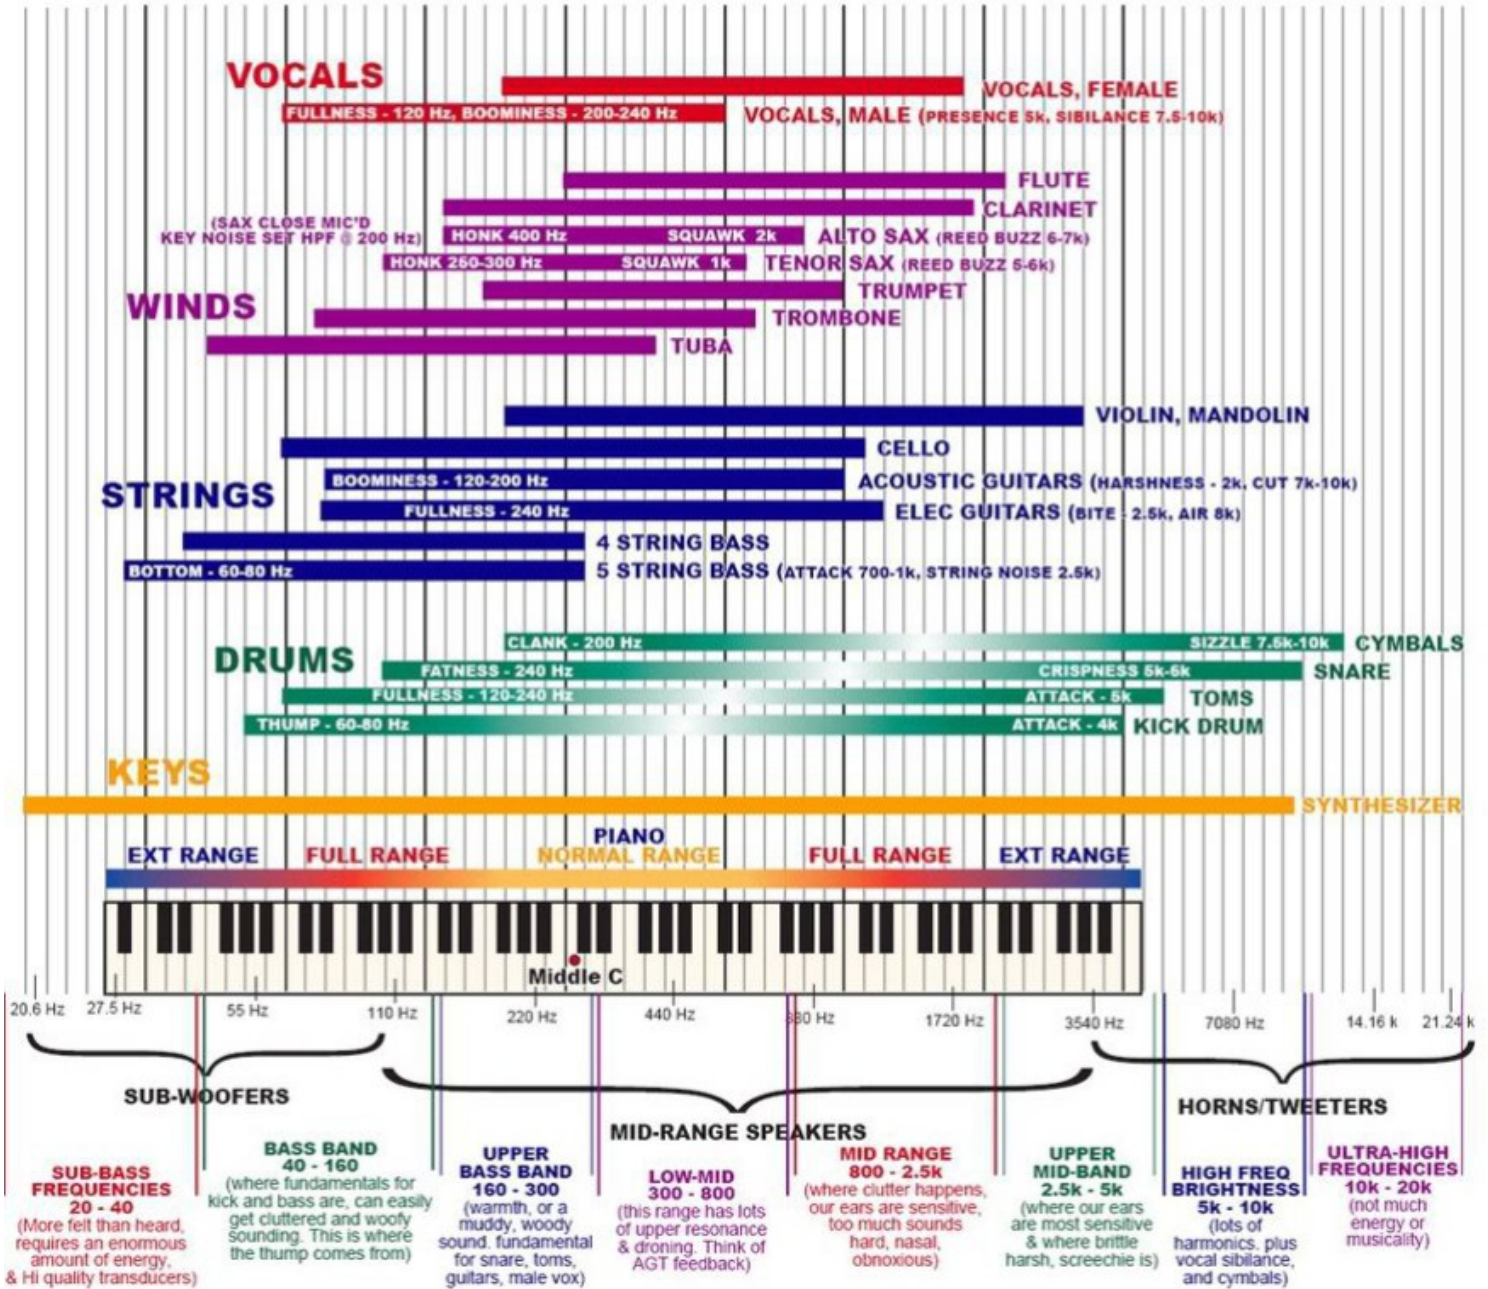 VOCALS
VOCALS, FEMALE
FULLNESS - 120 Hz, BOOMINESS - 200-240 Hz
VOCALS, MALE (PRESENCE 5k, SIBILANCE 7.5-10k)
FLUTE
CLARINET
(SAX CLOSE MIC'D
KEY NOISE SET HPF @ 200 Hz)
HONK 400 Hz SQUAWK 2k
ALTO SAX (REED BUZZ 6-7k)
HONK 250-300 Hz SQUAWK 1k
TENOR SAX (REED BUZZ 5-6k)
WINDS
TRUMPET
TROMBONE
TUBA
VIOLIN, MANDOLIN
CELLO
STRINGS
BOOMINESS - 120-200 Hz
ACOUSTIC GUITARS (HARSHNESS - 2k, CUT 7k-10k)
FULLNESS - 240 Hz
ELEC GUITARS (BITE - 2.5k, AIR 8k)
4 STRING BASS
BOTTOM - 60-80 Hz
5 STRING BASS (ATTACK 700-1k, STRING NOISE 2.5k)
DRUMS
CLANK - 200 Hz SIZZLE 7.5k-10k
CYMBALS
FATNESS - 240 Hz CRISPNESS 5k-6k
SNARE
FULLNESS - 120-240 Hz ATTACK - 5k
TOMS
THUMP - 60-80 Hz ATTACK - 4k
KICK DRUM
KEYS
SYNTHESIZER
PIANO
EXT RANGE FULL RANGE NORMAL RANGE FULL RANGE EXT RANGE
Middle C
20.6 Hz 27.5 Hz 55 Hz 110 Hz 220 Hz 440 Hz 880 Hz 1720 Hz 3540 Hz 7080 Hz 14.16 k 21.24 k
SUB-WOOFERS
MID-RANGE SPEAKERS
HORNS/TWEETERS
SUB-BASS
FREQUENCIES
20 - 40
(More felt than heard,
requires an enormous
amount of energy,
& Hi quality transducers)
BASS BAND
40 - 160
(where fundamentals for
kick and bass are, can easily
get cluttered and woofy
sounding. This is where
the thump comes from)
UPPER
BASS BAND
160 - 300
(warmth, or a
muddy, woody
sound. fundamental
for snare, toms,
guitars, male vox)
LOW-MID
300 - 800
(this range has lots
of upper resonance
& droning. Think of
AGT feedback)
MID RANGE
800 - 2.5k
(where clutter happens,
our ears are sensitive,
too much sounds
hard, nasal,
obnoxious)
UPPER
MID-BAND
2.5k - 5k
(where our ears
are most sensitive
& where brittle
harsh, screechie is)
HIGH FREQ
BRIGHTNESS
5k - 10k
(lots of
harmonics. plus
vocal sibilance,
and cymbals)
ULTRA-HIGH
FREQUENCIES
10k - 20k
(not much
energy or
musicality)